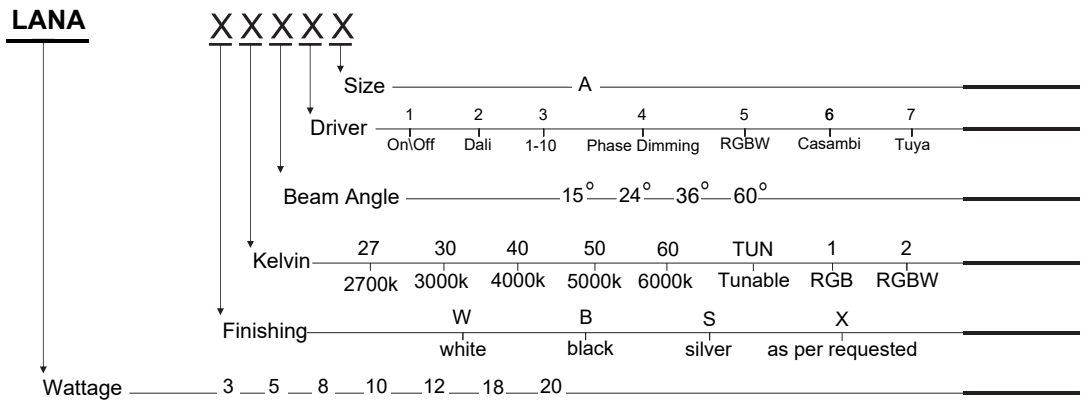 LANA X X X X X
Size A
1 2 3 4 5 6 7
Driver
On\Off Dali 1-10 Phase Dimming RGBW Casambi Tuya
Beam Angle 15° 24° 36° 60°
27 30 40 50 60 TUN 1 2
Kelvin
2700k 3000k 4000k 5000k 6000k Tunable RGB RGBW
W B S X
Finishing
white black silver as per requested
Wattage 3 5 8 10 12 18 20